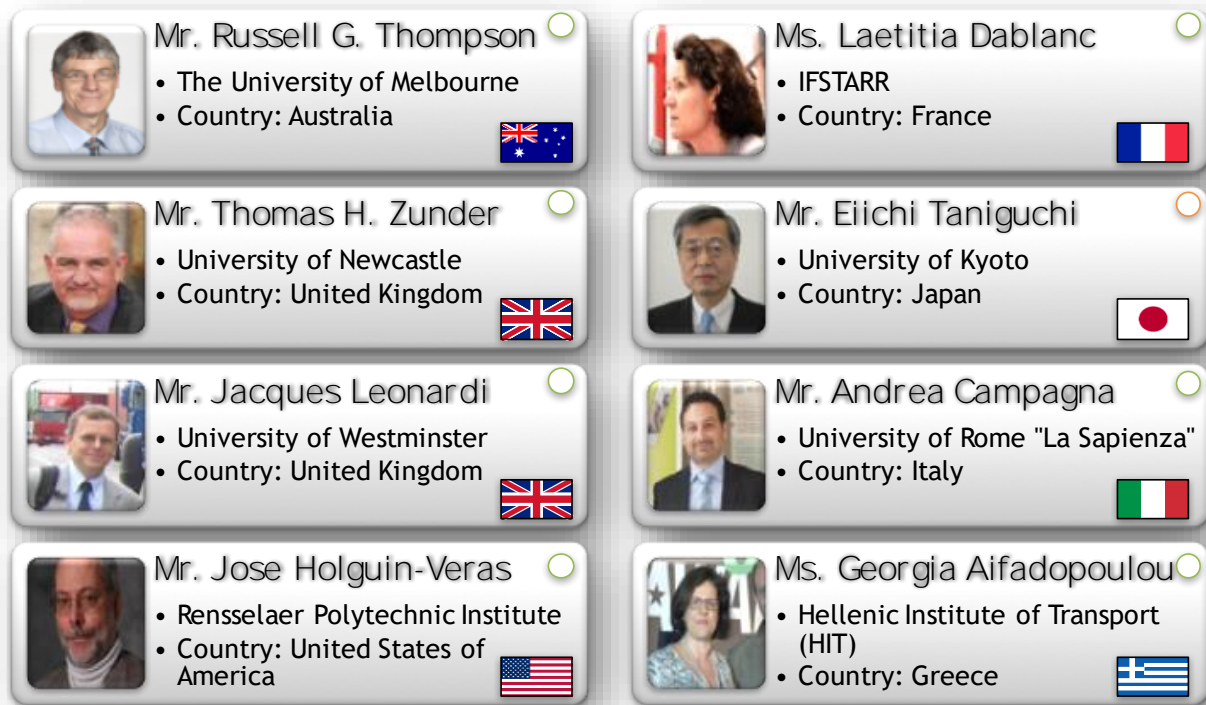 Mr. Russell G. Thompson
• The University of Melbourne
• Country: Australia
Ms. Laetitia Dablanc
• IFSTARR
• Country: France
Mr. Thomas H. Zunder
• University of Newcastle
• Country: United Kingdom
Mr. Eiichi Taniguchi
• University of Kyoto
• Country: Japan
Mr. Jacques Leonardi
• University of Westminster
• Country: United Kingdom
Mr. Andrea Campagna
• University of Rome "La Sapienza"
• Country: Italy
Mr. Jose Holguin-Veras
• Rensselaer Polytechnic Institute
• Country: United States of
America
Ms. Georgia Aifadopoulou
• Hellenic Institute of Transport
(HIT)
• Country: Greece